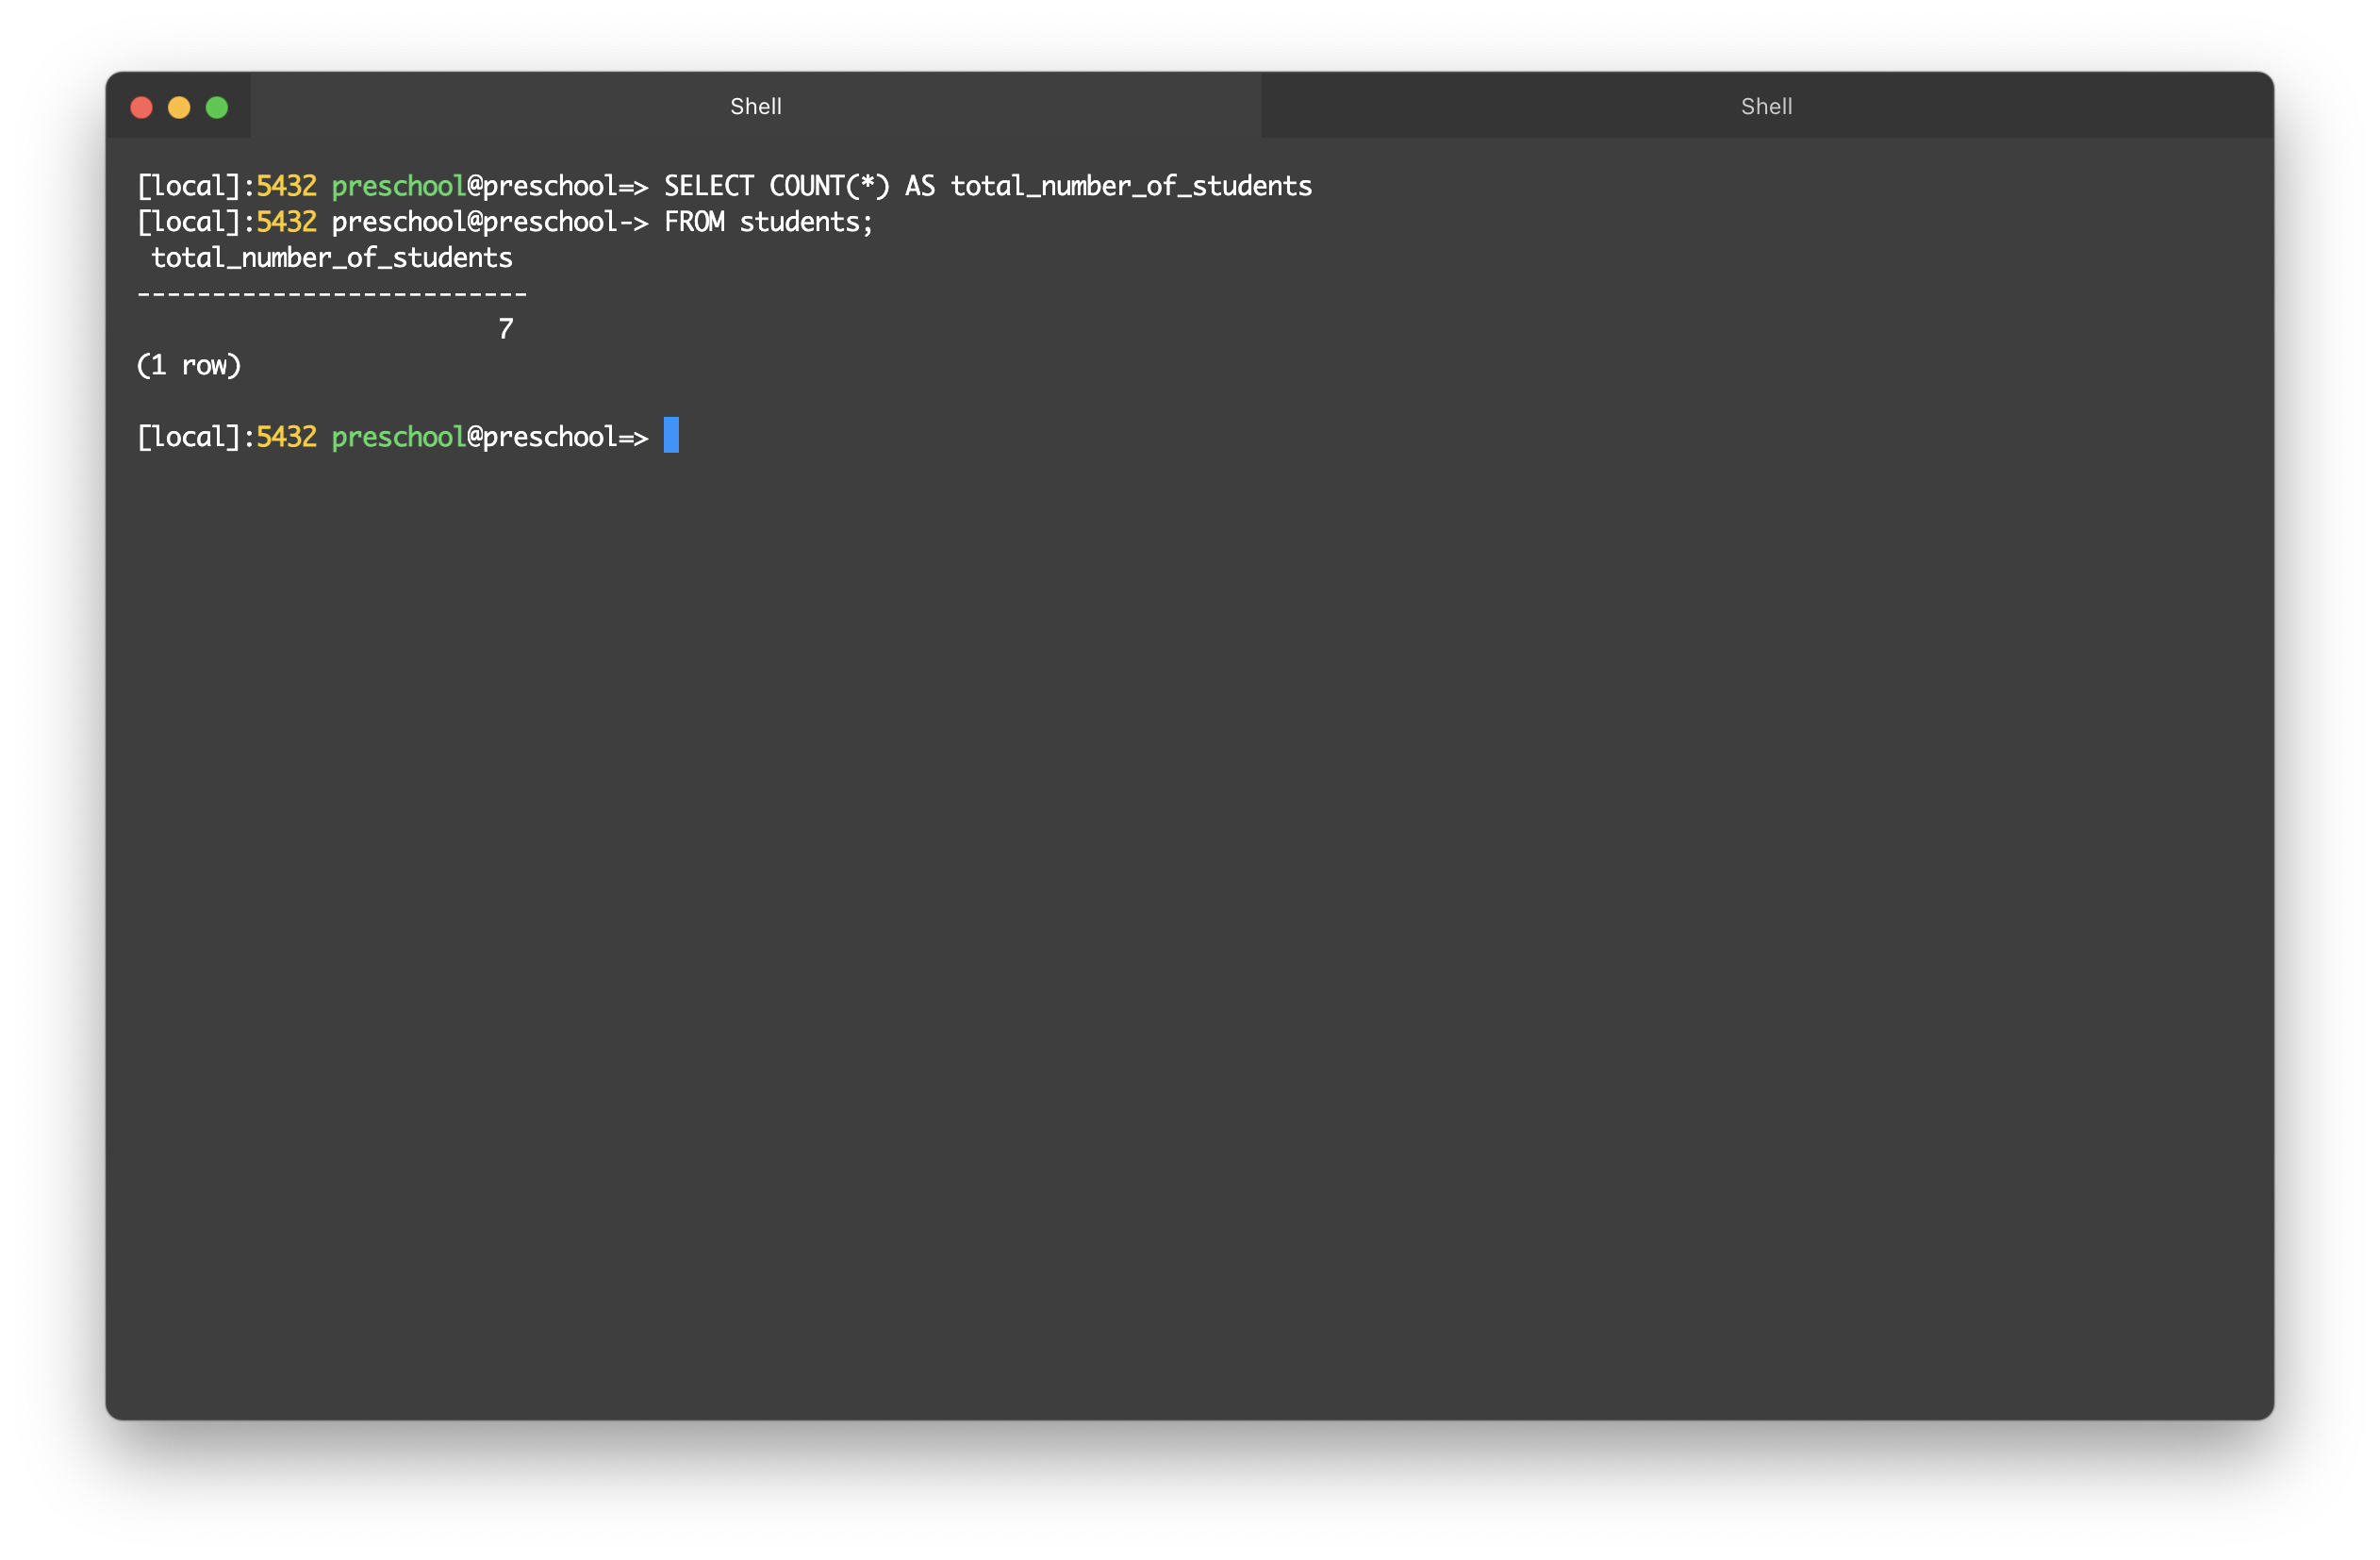 Shell Shell
[local]:5432 preschool@preschool=> SELECT COUNT(*) AS total_number_of_students
[local]:5432 preschool@preschool-> FROM students;
 total_number_of_students
--------------------------
                        7
(1 row)

[local]:5432 preschool@preschool=>